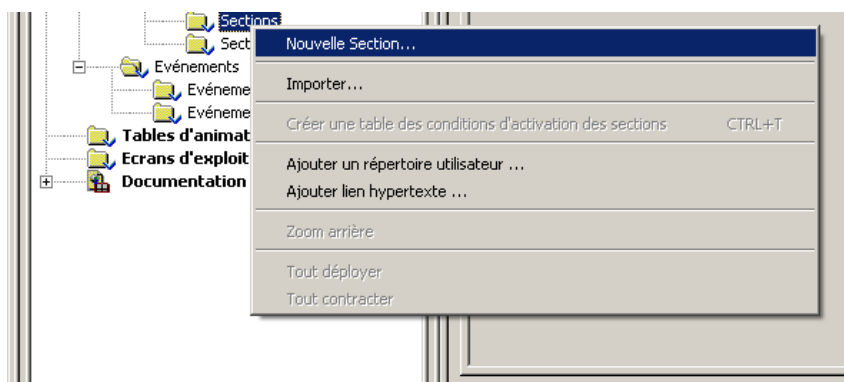 Sections
Nouvelle Section...
Sect
Evénements
Importer...
Evéneme
Créer une table des conditions d'activation des sections CTRL+T
Evéneme
Tables d'animat
Ecrans d'exploit
Ajouter un répertoire utilisateur ...
Documentation
Ajouter lien hypertexte ...
Zoom arrière
Tout déployer
Tout contracter